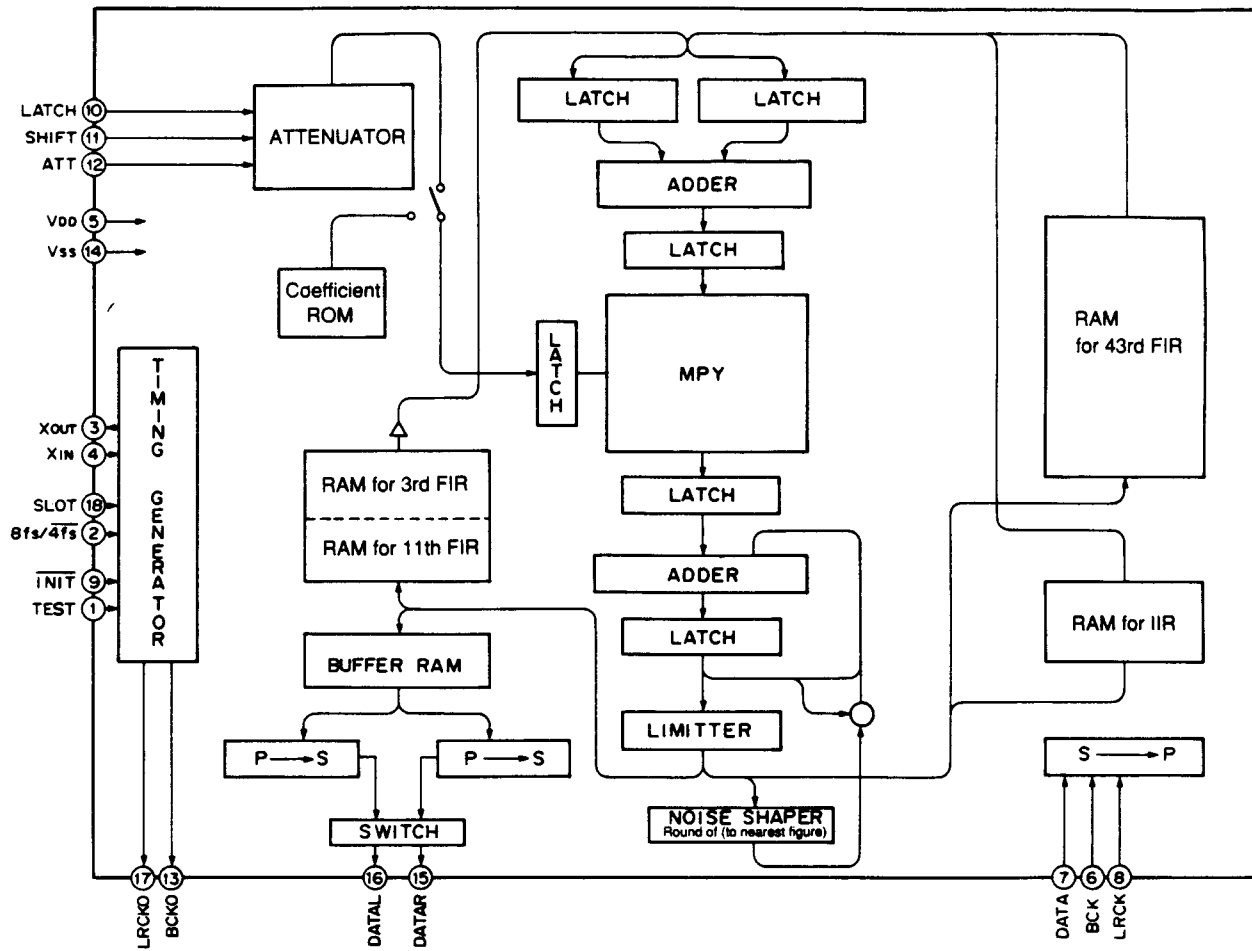 LATCH 10
SHIFT 11
ATT 12
VDD 5
VSS 14
ATTENUATOR
Coefficient
ROM
LATCH
LATCH
ADDER
LATCH
LATCH
MPY
RAM
for 43rd FIR
TIMING GENERATOR
XOUT 3
XIN 4
SLOT 18
8fs/4fs 2
INIT 9
TEST 1
RAM for 3rd FIR
RAM for 11th FIR
LATCH
ADDER
LATCH
RAM for IIR
BUFFER RAM
LIMITTER
P → S
P → S
S → P
SWITCH
NOISE SHAPER
Round of (to nearest figure)
17 LRCKO
13 BCKO
16 DATAL
15 DATAR
7 DATA
6 BCK
8 LRCK